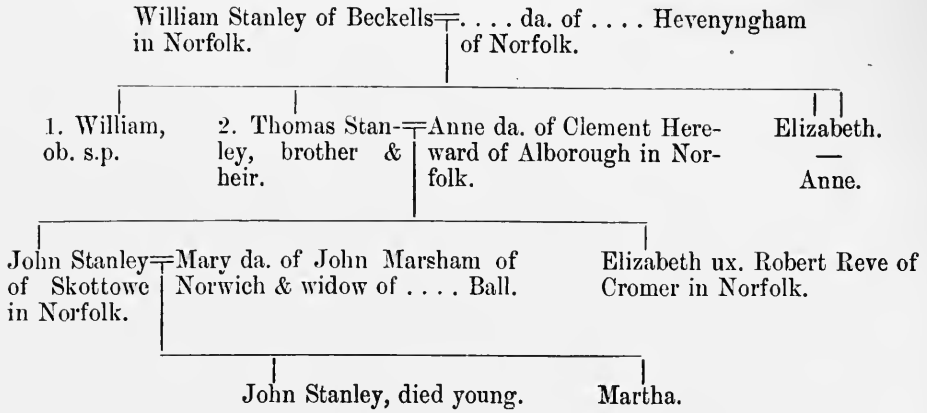 William Stanley of Beckells=. . . . da. of . . . . Hevenyngham
in Norfolk. of Norfolk.
1. William,
ob. s.p.
2. Thomas Stan-=Anne da. of Clement Here-
ley, brother & ward of Alborough in Nor-
heir. folk.
Elizabeth.
—
Anne.
John Stanley=Mary da. of John Marsham of
of Skottowe Norwich & widow of . . . . Ball.
in Norfolk.
Elizabeth ux. Robert Reve of
Cromer in Norfolk.
John Stanley, died young. Martha.